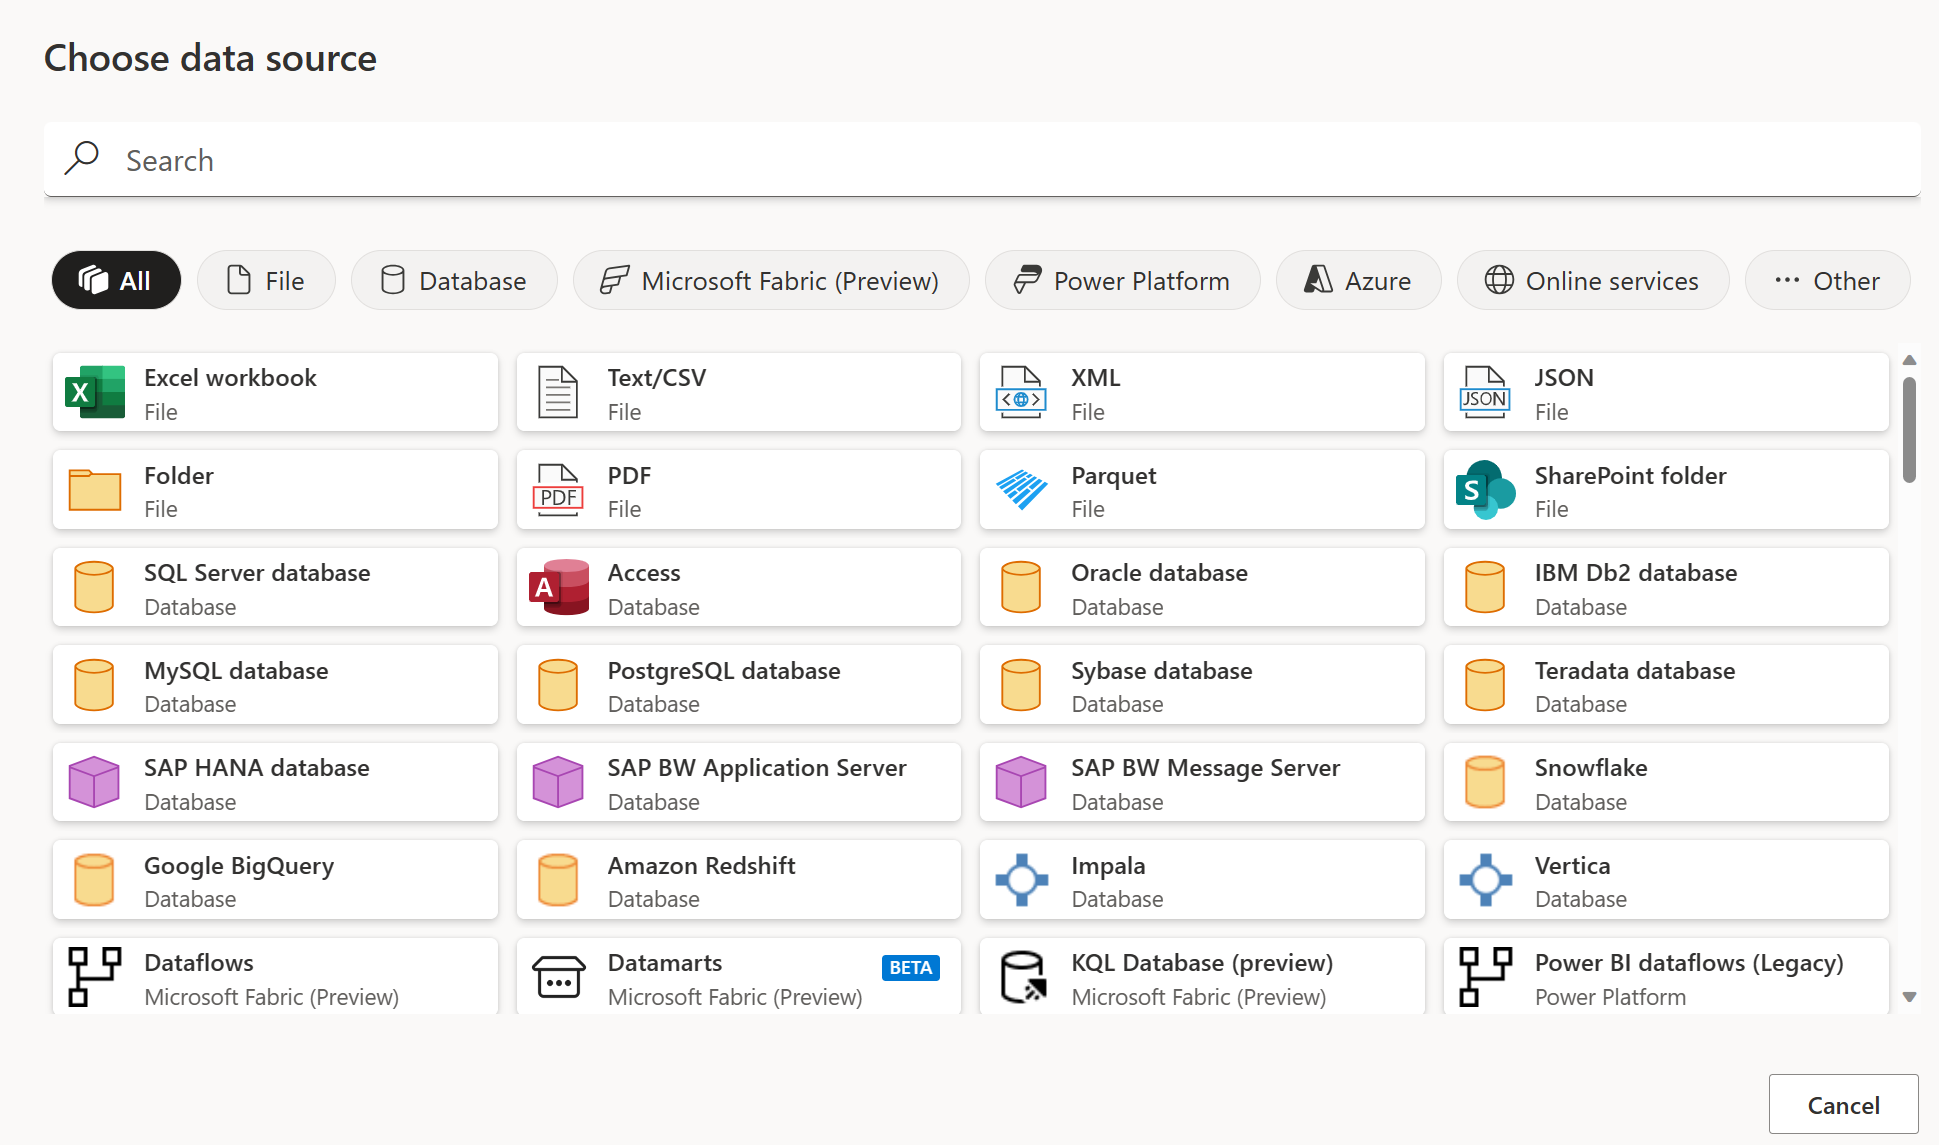 Choose data source
Search
All
File
Database
Microsoft Fabric (Preview)
Power Platform
Azure
Online services
Other
Excel workbook
File
Text/CSV
File
XML
File
JSON
JSON
File
Folder
File
PDF
PDF
File
Parquet
File
S
SharePoint folder
File
SQL Server database
Database
A
Access
Database
Oracle database
Database
IBM Db2 database
Database
MySQL database
Database
PostgreSQL database
Database
Sybase database
Database
Teradata database
Database
SAP HANA database
Database
SAP BW Application Server
Database
SAP BW Message Server
Database
Snowflake
Database
Google BigQuery
Database
Amazon Redshift
Database
Impala
Database
Vertica
Database
Dataflows
Microsoft Fabric (Preview)
Datamarts
BETA
Microsoft Fabric (Preview)
KQL Database (preview)
Microsoft Fabric (Preview)
Power BI dataflows (Legacy)
Power Platform
Cancel